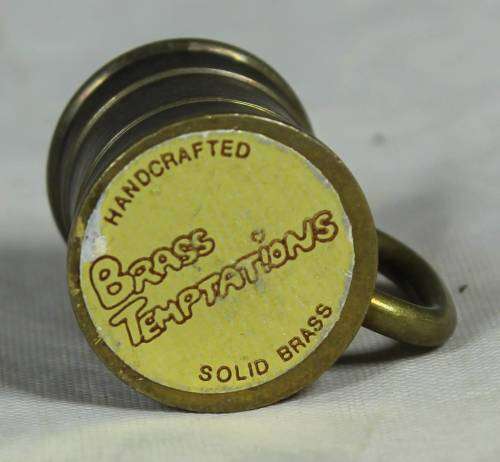 HANDCRAFTED
BRASS
TEMPTATIONS
SOLID BRASS